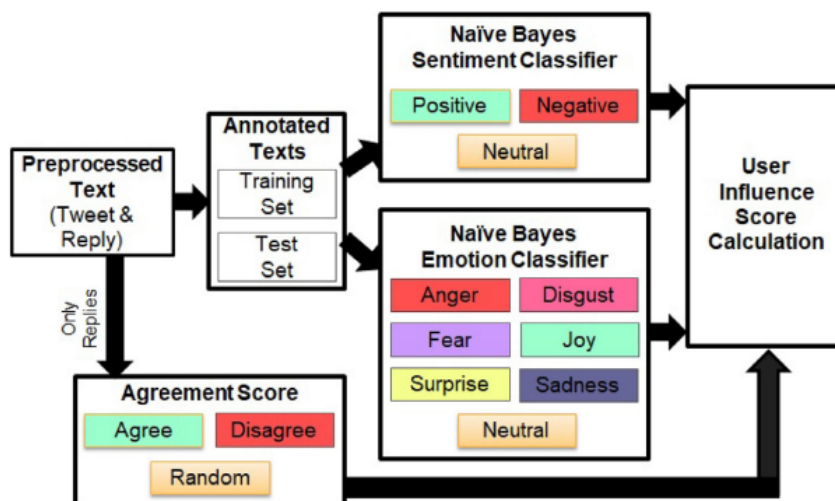 Preprocessed
Text
(Tweet &
Reply)
Only
Replies
Annotated
Texts
Training
Set
Test
Set
Naïve Bayes
Sentiment Classifier
Positive
Negative
Neutral
Naïve Bayes
Emotion Classifier
Anger
Disgust
Fear
Joy
Surprise
Sadness
Neutral
Agreement Score
Agree
Disagree
Random
User
Influence
Score
Calculation